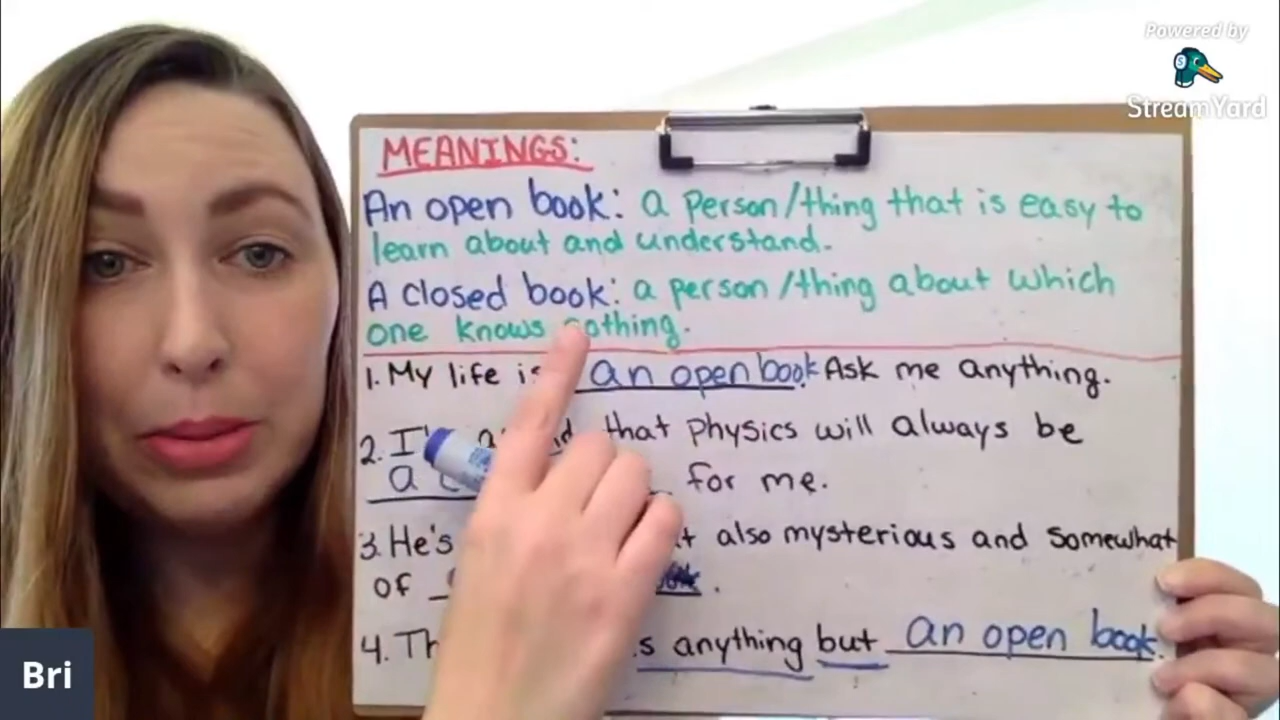 Powered by
StreamYard
MEANINGS:
An open book: a person/thing that is easy to
learn about and understand.
A closed book: a person/thing about which
one knows nothing.
1. My life is an open book. Ask me anything.
2. that physics will always be
a for me.
3. He's also mysterious and somewhat
of .
4. anything but an open book.
Bri